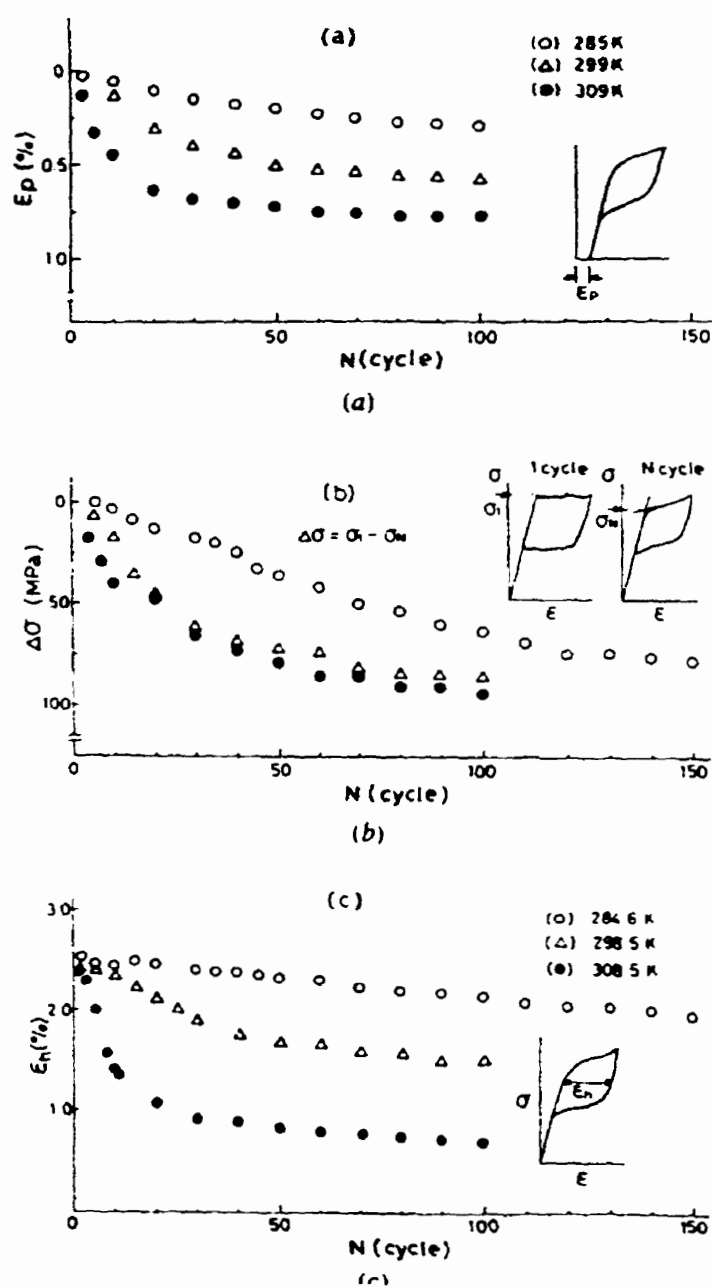 (a)
(O) 285K
(△) 299K
(●) 309K
0
0.5
1.0
Ep (%)
Ep
0
50
100
150
N (cycle)
(a)
(b)
Δσ = σ1 - σN
1 cycle
N cycle
σ
σ
σ1
σN
ε
ε
0
50
100
Δσ (MPa)
0
50
100
150
N (cycle)
(b)
(c)
(O) 284.6 K
(△) 298.5 K
(●) 308.5 K
3.0
2.0
1.0
0
εh (%)
εh
σ
ε
50
100
150
N (cycle)
(c)